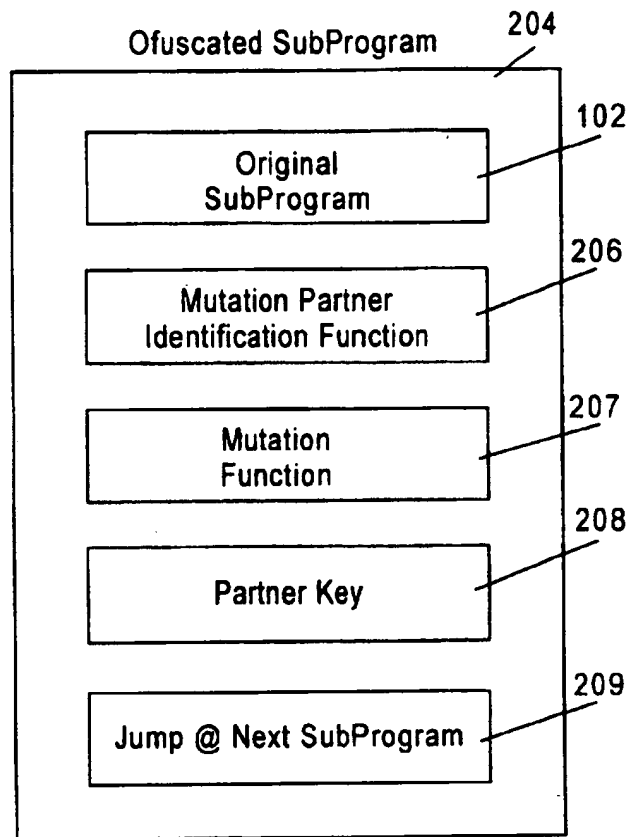 Ofuscated SubProgram
204
Original
SubProgram
102
Mutation Partner
Identification Function
206
Mutation
Function
207
Partner Key
208
Jump @ Next SubProgram
209